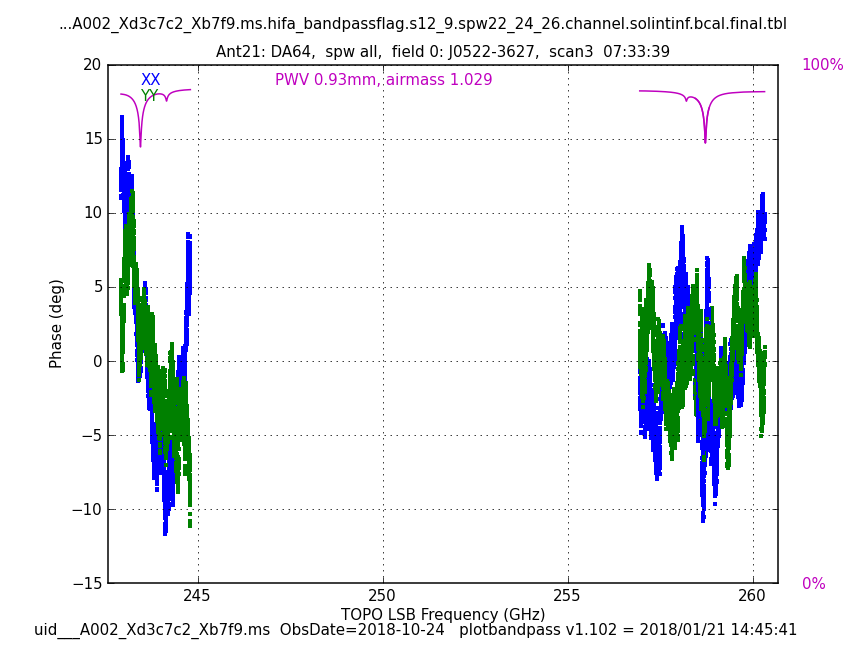 ...A002_Xd3c7c2_Xb7f9.ms.hifa_bandpassflag.s12_9.spw22_24_26.channel.solintinf.bcal.final.tbl
Ant21: DA64,  spw all,  field 0: J0522-3627,  scan3  07:33:39
20
100%
XX
PWV 0.93mm, airmass 1.029
YY
15
10
5
0
−5
−10
−15
0%
Phase (deg)
245
250
255
260
TOPO LSB Frequency (GHz)
uid___A002_Xd3c7c2_Xb7f9.ms  ObsDate=2018-10-24   plotbandpass v1.102 = 2018/01/21 14:45:41